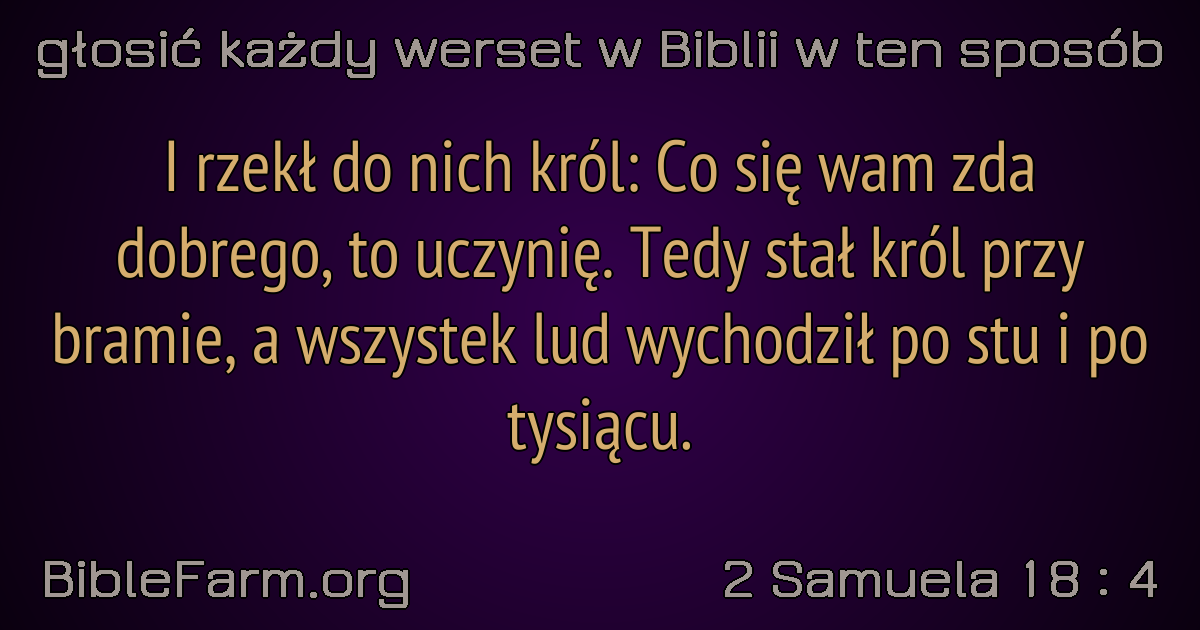 głosić każdy werset w Biblii w ten sposób
I rzekł do nich król: Co się wam zda
dobrego, to uczynię. Tedy stał król przy
bramie, a wszystek lud wychodził po stu i po
tysiącu.
BibleFarm.org
2 Samuela 18 : 4